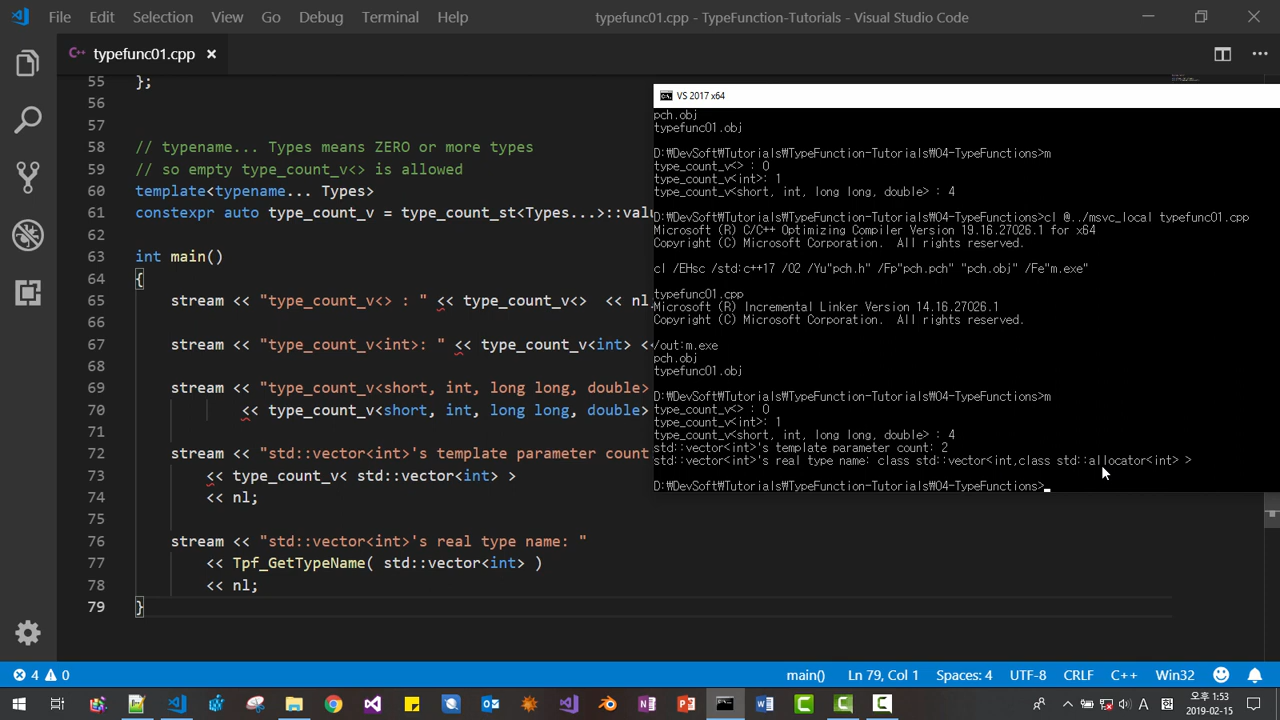 File Edit Selection View Go Debug Terminal Help typefunc01.cpp - TypeFunction-Tutorials - Visual Studio Code
C++ typefunc01.cpp
55 };
56
57
58 // typename... Types means ZERO or more types
59 // so empty type_count_v<> is allowed
60 template<typename... Types>
61 constexpr auto type_count_v = type_count_st<Types...>::valu
62
63 int main()
64 {
65 stream << "type_count_v<> : " << type_count_v<> << nl
66
67 stream << "type_count_v<int>: " << type_count_v<int> <<
68
69 stream << "type_count_v<short, int, long long, double>
70 << type_count_v<short, int, long long, double>
71
72 stream << "std::vector<int>'s template parameter count
73 << type_count_v< std::vector<int> >
74 << nl;
75
76 stream << "std::vector<int>'s real type name: "
77 << Tpf_GetTypeName( std::vector<int> )
78 << nl;
79 }
VS 2017 x64
pch.obj
typefunc01.obj
D:₩DevSoft₩Tutorials₩TypeFunction-Tutorials₩04-TypeFunctions>m
type_count_v<> : 0
type_count_v<int>: 1
type_count_v<short, int, long long, double> : 4
D:₩DevSoft₩Tutorials₩TypeFunction-Tutorials₩04-TypeFunctions>cl @../msvc_local typefunc01.cpp
Microsoft (R) C/C++ Optimizing Compiler Version 19.16.27026.1 for x64
Copyright (C) Microsoft Corporation. All rights reserved.
cl /EHsc /std:c++17 /O2 /Yu"pch.h" /Fp"pch.pch" "pch.obj" /Fe"m.exe"
typefunc01.cpp
Microsoft (R) Incremental Linker Version 14.16.27026.1
Copyright (C) Microsoft Corporation. All rights reserved.
/out:m.exe
pch.obj
typefunc01.obj
D:₩DevSoft₩Tutorials₩TypeFunction-Tutorials₩04-TypeFunctions>m
type_count_v<> : 0
type_count_v<int>: 1
type_count_v<short, int, long long, double> : 4
std::vector<int>'s template parameter count: 2
std::vector<int>'s real type name: class std::vector<int,class std::allocator<int> >
D:₩DevSoft₩Tutorials₩TypeFunction-Tutorials₩04-TypeFunctions>
4 0 main() Ln 79, Col 1 Spaces: 4 UTF-8 CRLF C++ Win32
A 한 오후 1:53
2019-02-15